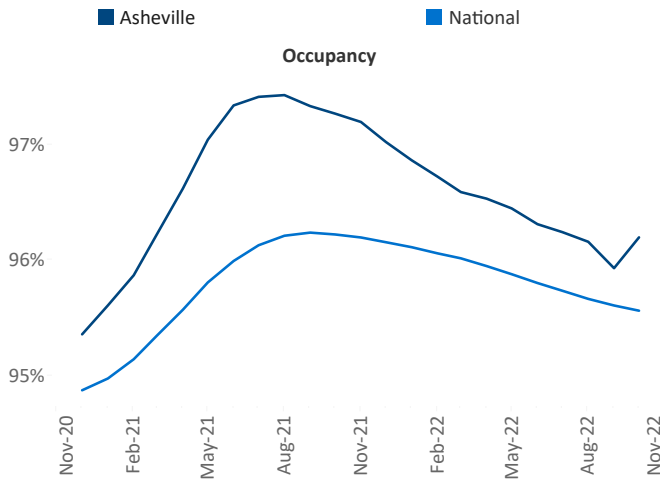 Asheville
National
Occupancy
97%
96%
95%
Nov-20
Feb-21
May-21
Aug-21
Nov-21
Feb-22
May-22
Aug-22
Nov-22